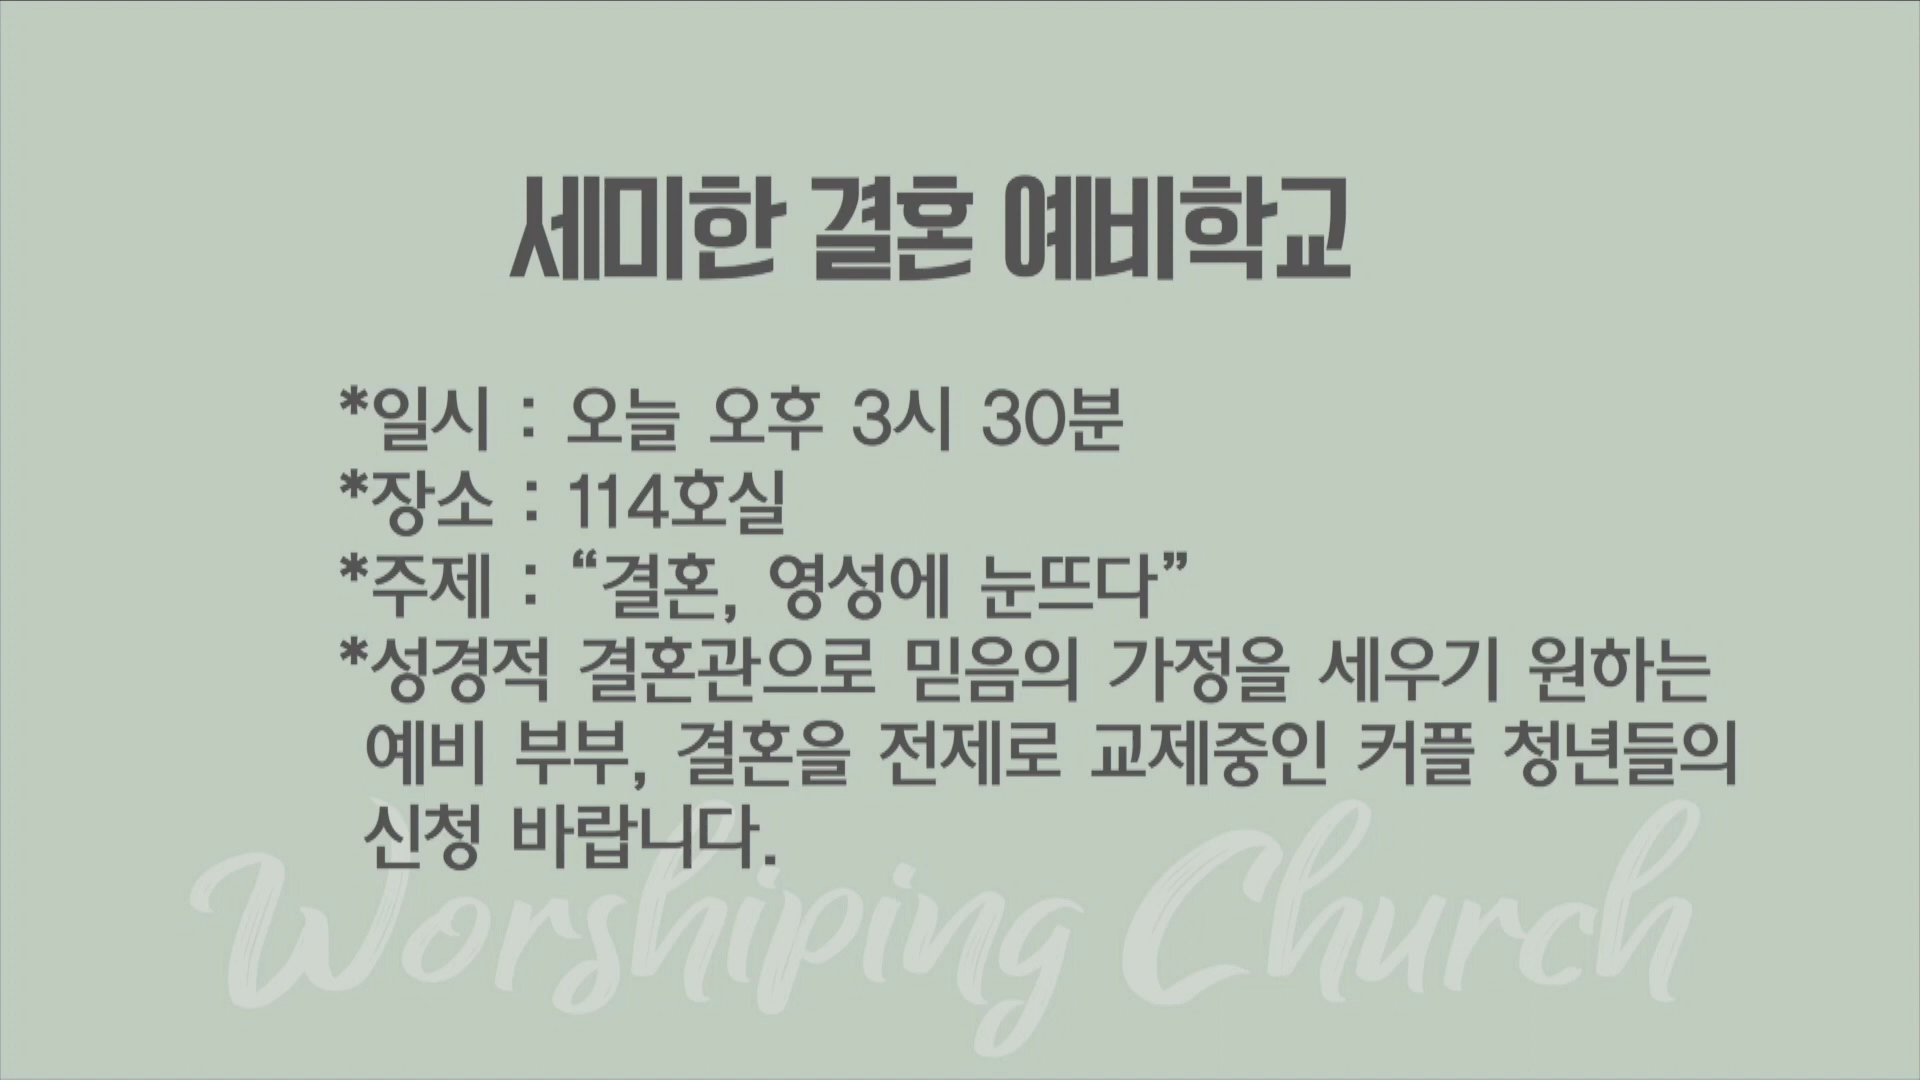 세미한 결혼 예비학교
*일시 : 오늘 오후 3시 30분
*장소 : 114호실
*주제 : “결혼, 영성에 눈뜨다”
*성경적 결혼관으로 믿음의 가정을 세우기 원하는
예비 부부, 결혼을 전제로 교제중인 커플 청년들의
신청 바랍니다.
Worshiping Church